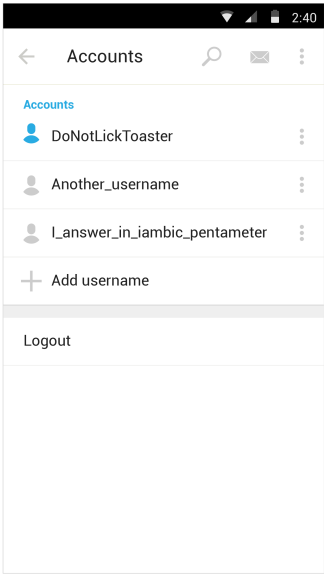 2:40
Accounts
Accounts
DoNotLickToaster
Another_username
I_answer_in_iambic_pentameter
Add username
Logout